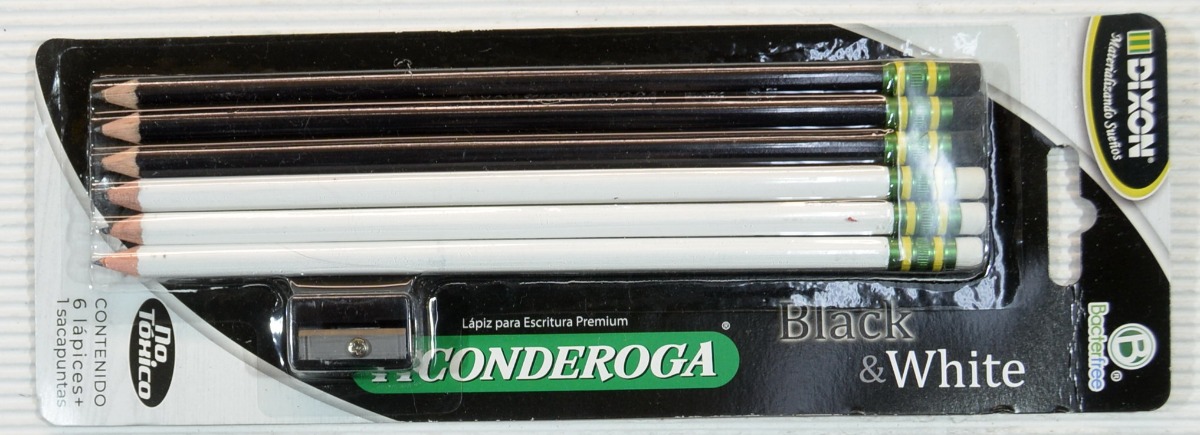 DIXON®
Materializando Sueños
Lápiz para Escritura Premium
TICONDEROGA®
Black
&White
No
Tóxico
CONTENIDO
6 lápices+
1 sacapuntas
B®
Bacterfree